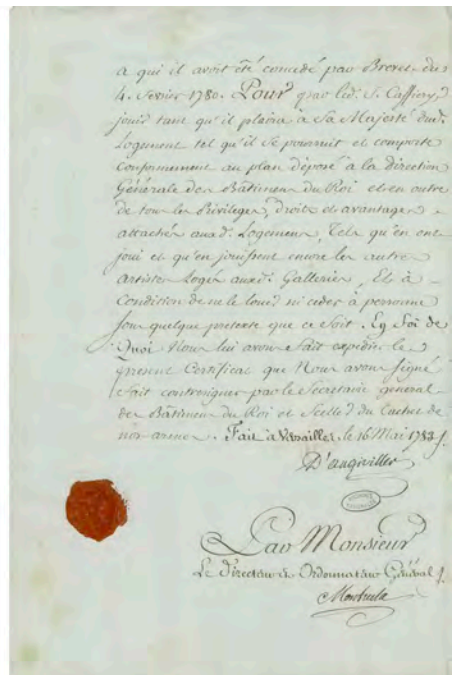 a qui il avoit été concedé par Brevet du
4. Fevrier 1780. Pour par led. S. Caffiery,
jouir tant qu'il plaira à Sa Majesté dud.
Logement tel qu'il se poursuit et comporte
conformement au plan déposé à la direction
Générale des Bâtimens du Roi et en outre
de tous les Privileges, droits et avantages
attachés auxd. Logemens, Tels qu'en ont
joui et qu'en jouissent encore les autres
artistes Logés auxd. Galleries, Et à
Condition de ne le louer ni ceder à personne
sous quelque pretexte que ce soit. En Foi de
Quoi Nous lui avons fait expedier le
present Certificat que Nous avons signé
fait contresigner par le Secretaire general
des Bâtimens du Roi et Scellé du Cachet de
nos armes. Fait à Versailles, le 16 Mai 1783
D'angiviller
Par Monsieur
Le Directeur et Ordonnateur Général